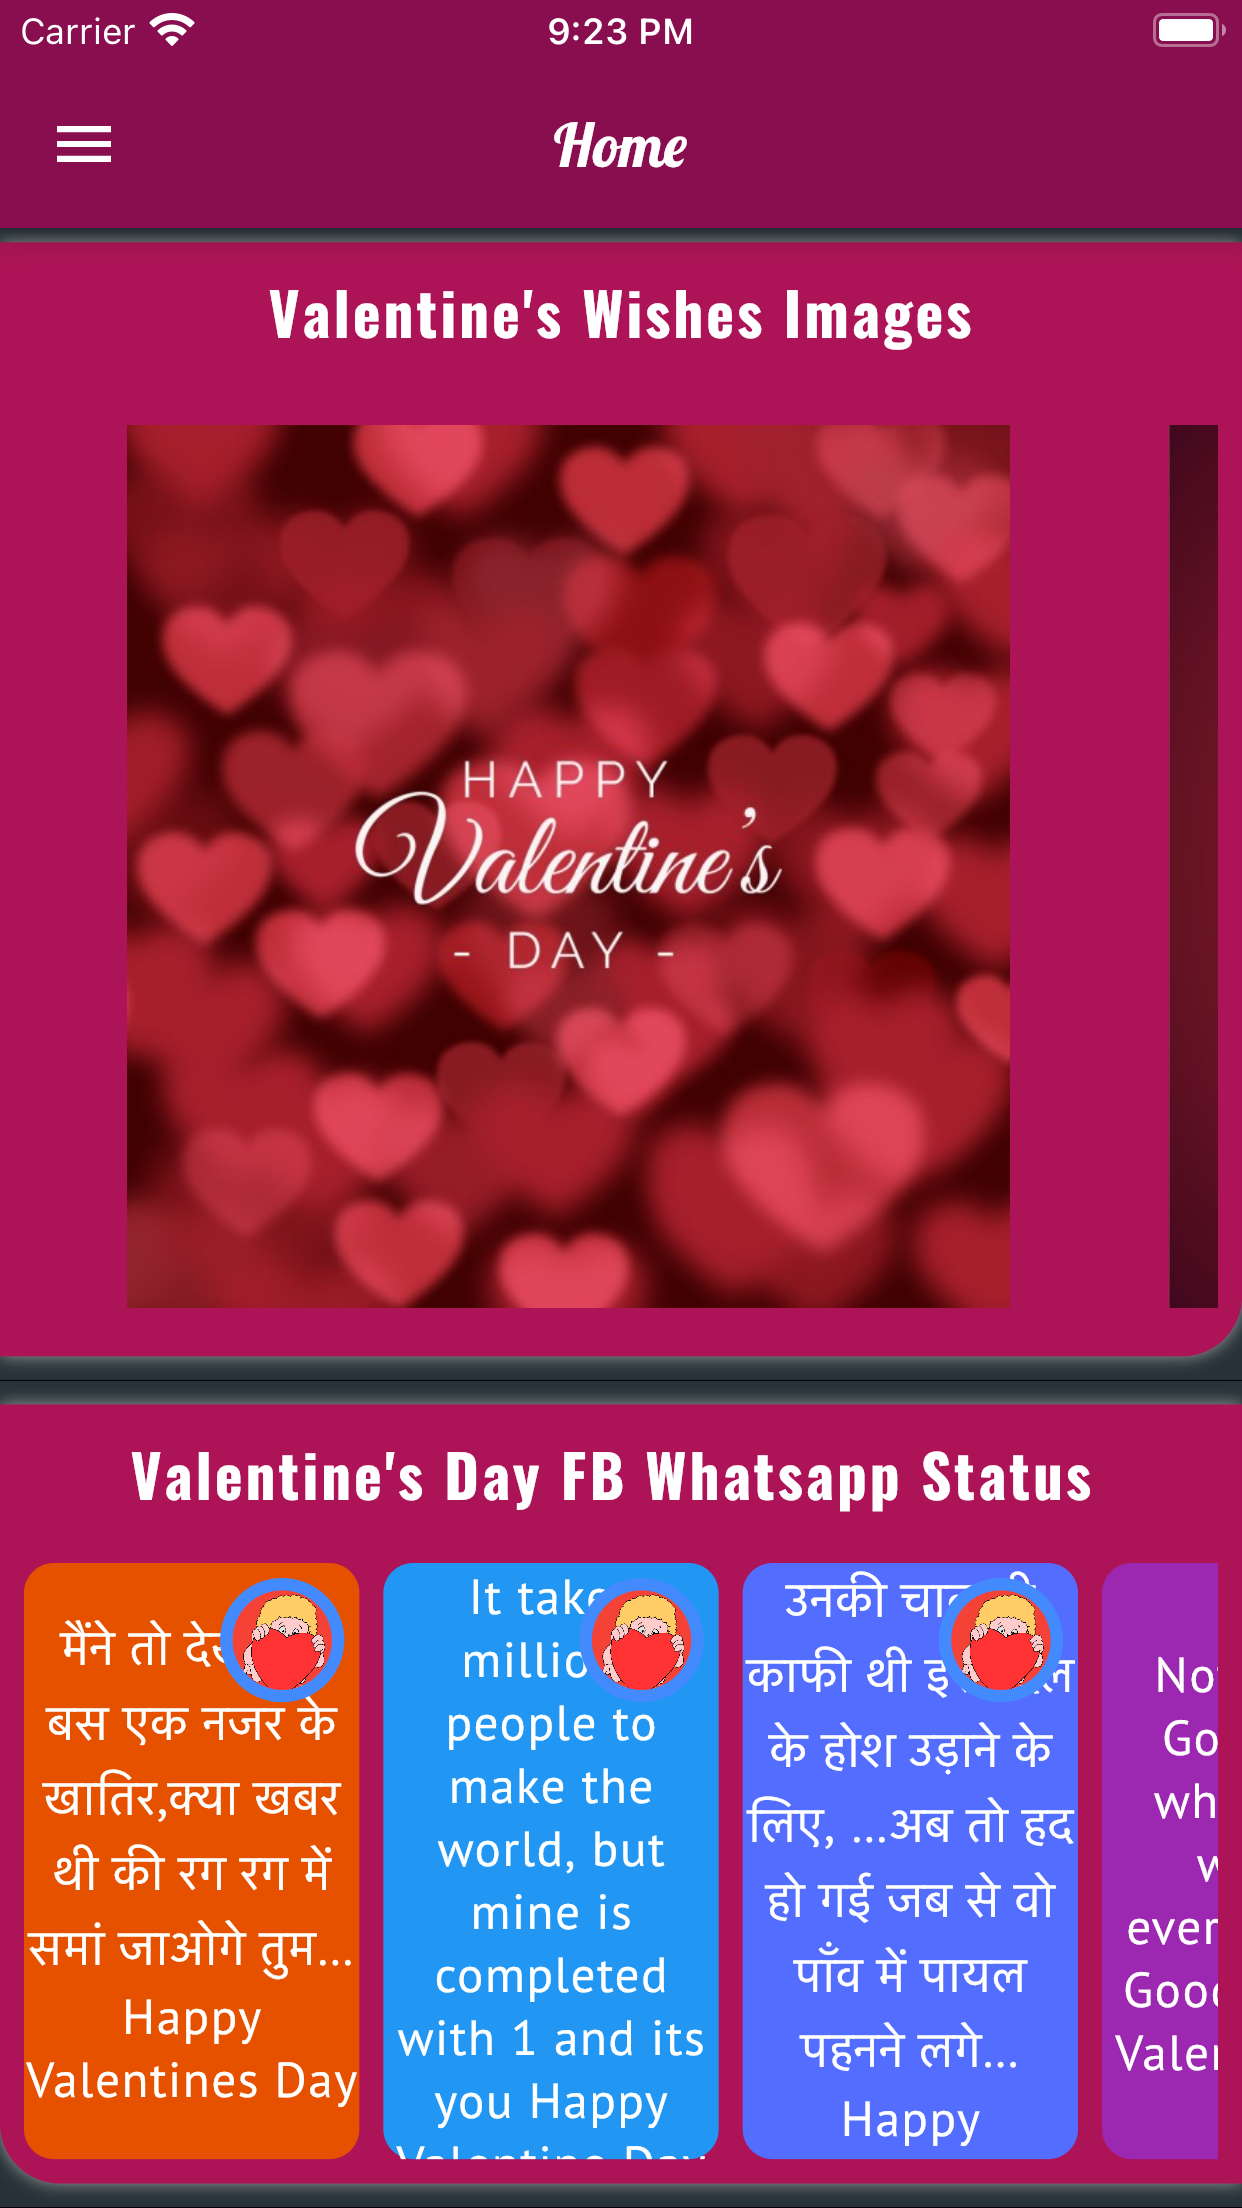 Carrier
9:23 PM
Home
Valentine's Wishes Images
HAPPY
Valentine's
- DAY -
Valentine's Day FB Whatsapp Status
मैंने तो
बस एक नजर के
खातिर,क्या खबर
थी की रग रग में
समां जाओगे तुम...
Happy
Valentines Day
It
people to
make the
world, but
mine is
completed
with 1 and its
you Happy
Valentine Day
उनकी
काफी थी
के होश उड़ाने के
लिए, ...अब तो हद
हो गई जब से वो
पाँव में पायल
पहनने लगे...
Happy